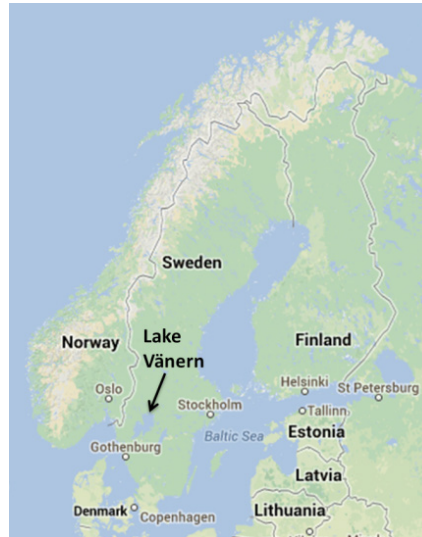 Sweden
Norway
Lake
Vänern
Finland
Oslo
Helsinki
St Petersburg
Stockholm
Tallinn
Baltic Sea
Estonia
Gothenburg
Latvia
Denmark
Copenhagen
Lithuania